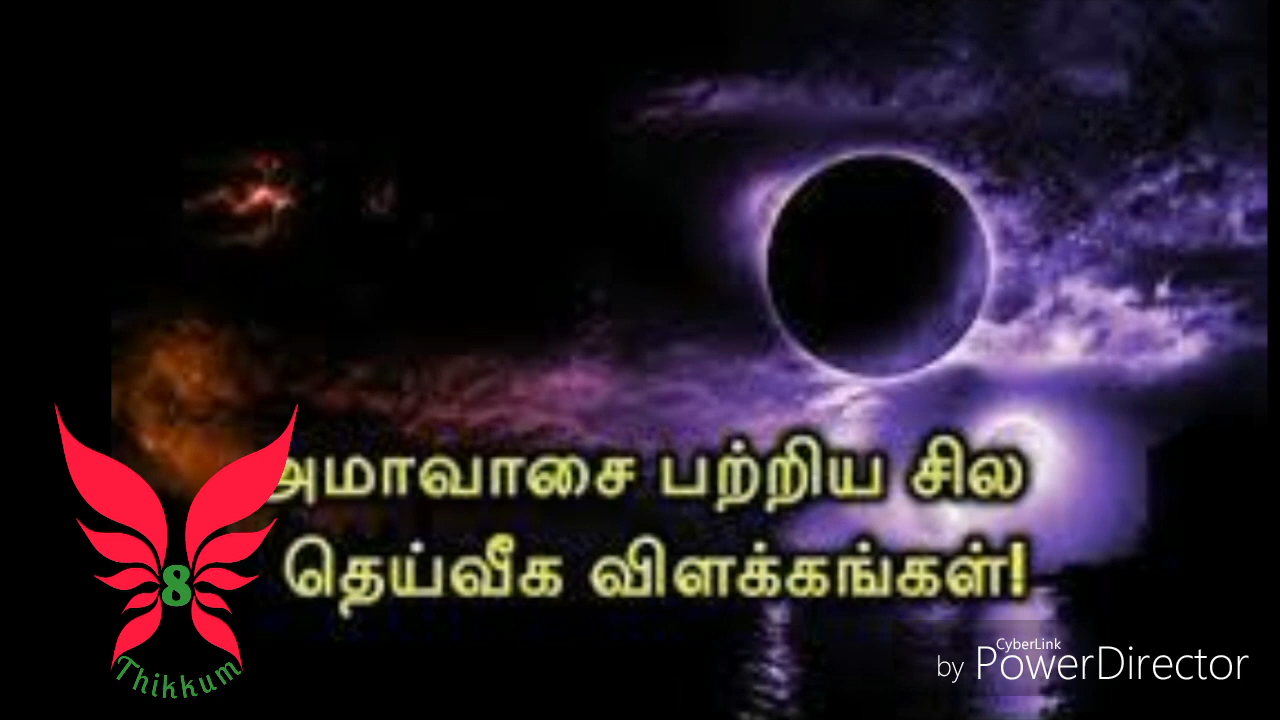 அமாவாசை பற்றிய சில
தெய்வீக விளக்கங்கள்!
8
Thikkum
CyberLink
by PowerDirector